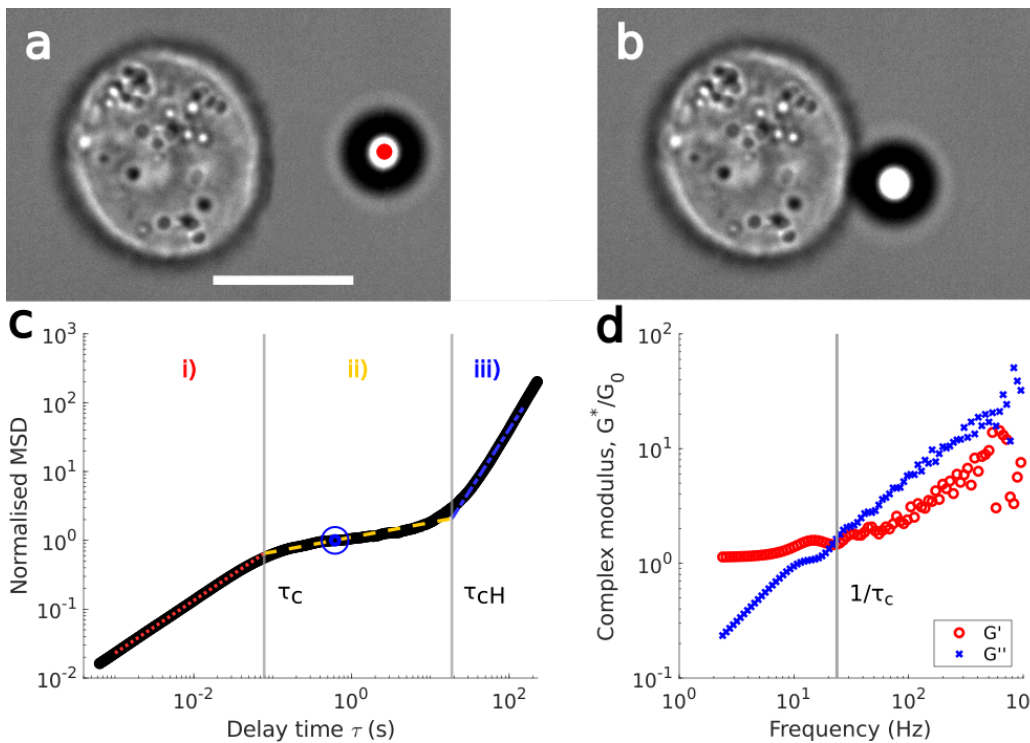 a
b
c
Normalised MSD
10^3
10^2
10^1
10^0
10^-1
10^-2
i)
ii)
iii)
τc
τcH
10^-2
10^0
10^2
Delay time τ (s)
d
Complex modulus, G*/G0
10^2
10^1
10^0
10^-1
1/τc
G'
G''
10^0
10^1
10^2
10
Frequency (Hz)